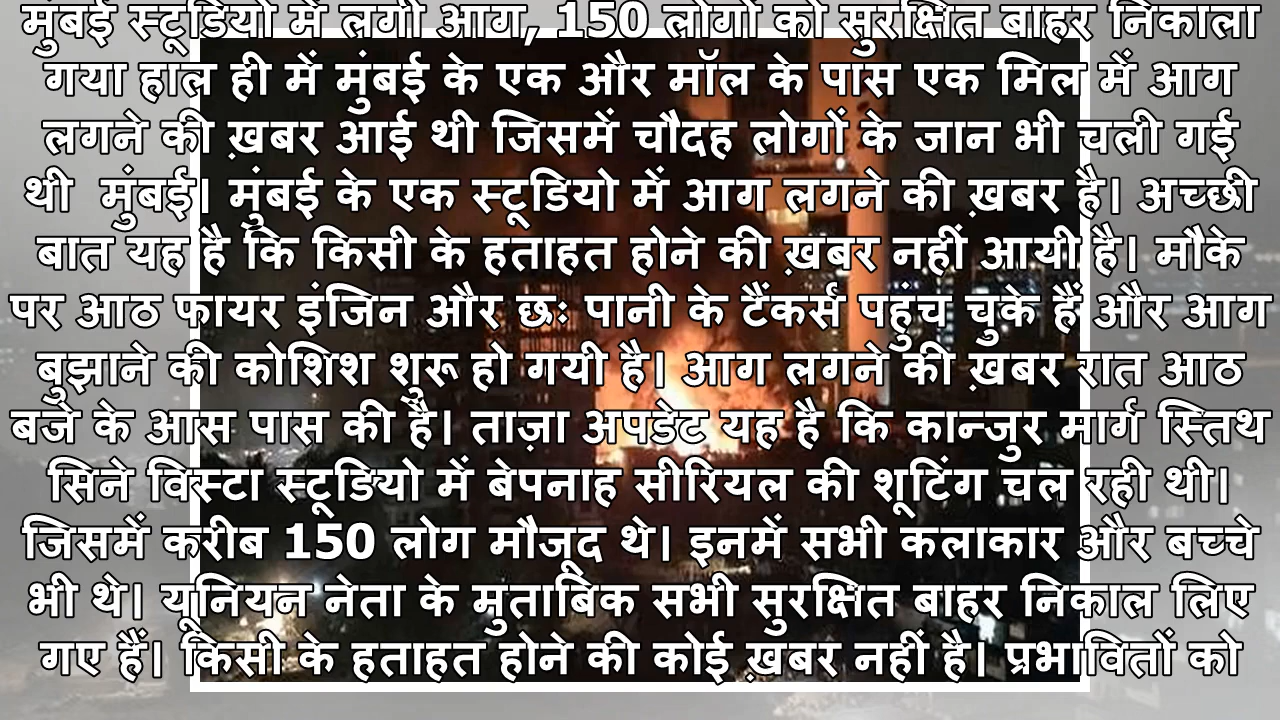 मुंबई स्टूडियो में लगी आग, 150 लोगों को सुरक्षित बाहर निकाला
गया हाल ही में मुंबई के एक और मॉल के पास एक मिल में आग
लगने की ख़बर आई थी जिसमें चौदह लोगों के जान भी चली गई
थी  मुंबई। मुंबई के एक स्टूडियो में आग लगने की ख़बर है। अच्छी
बात यह है कि किसी के हताहत होने की ख़बर नहीं आयी है। मौके
पर आठ फायर इंजिन और छः पानी के टैंकर्स पहुच चुके हैं और आग
बुझाने की कोशिश शुरू हो गयी है। आग लगने की ख़बर रात आठ
बजे के आस पास की है। ताज़ा अपडेट यह है कि कान्जुर मार्ग स्तिथ
सिने विस्टा स्टूडियो में बेपनाह सीरियल की शूटिंग चल रही थी।
जिसमें करीब 150 लोग मौजूद थे। इनमें सभी कलाकार और बच्चे
भी थे। यूनियन नेता के मुताबिक सभी सुरक्षित बाहर निकाल लिए
गए हैं। किसी के हताहत होने की कोई ख़बर नहीं है। प्रभावितों को